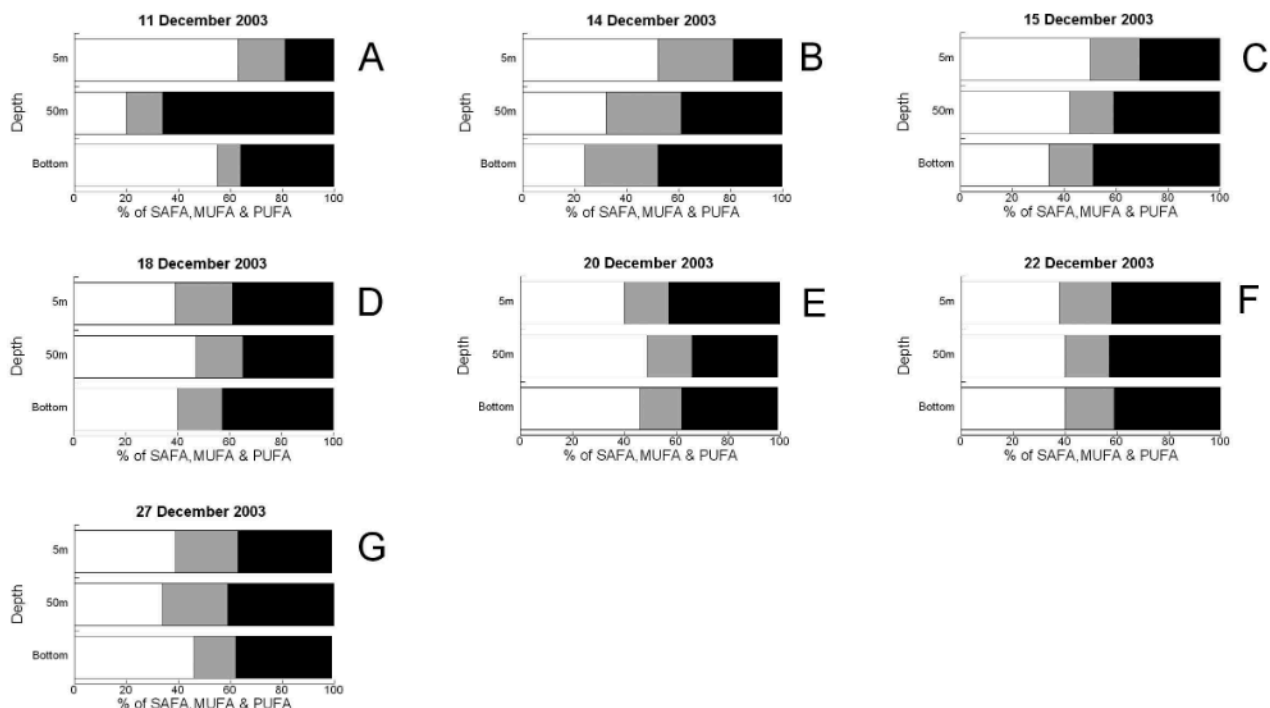 11 December 2003
A
Depth
5m
50m
Bottom
0 20 40 60 80 100
% of SAFA, MUFA & PUFA
14 December 2003
B
Depth
5m
50m
Bottom
0 20 40 60 80 100
% of SAFA, MUFA & PUFA
15 December 2003
C
Depth
5m
50m
Bottom
0 20 40 60 80 100
% of SAFA, MUFA & PUFA
18 December 2003
D
Depth
5m
50m
Bottom
0 20 40 60 80 100
% of SAFA, MUFA & PUFA
20 December 2003
E
Depth
5m
50m
Bottom
0 20 40 60 80 100
% of SAFA, MUFA & PUFA
22 December 2003
F
Depth
5m
50m
Bottom
0 20 40 60 80 100
% of SAFA, MUFA & PUFA
27 December 2003
G
Depth
5m
50m
Bottom
0 20 40 60 80 100
% of SAFA, MUFA & PUFA